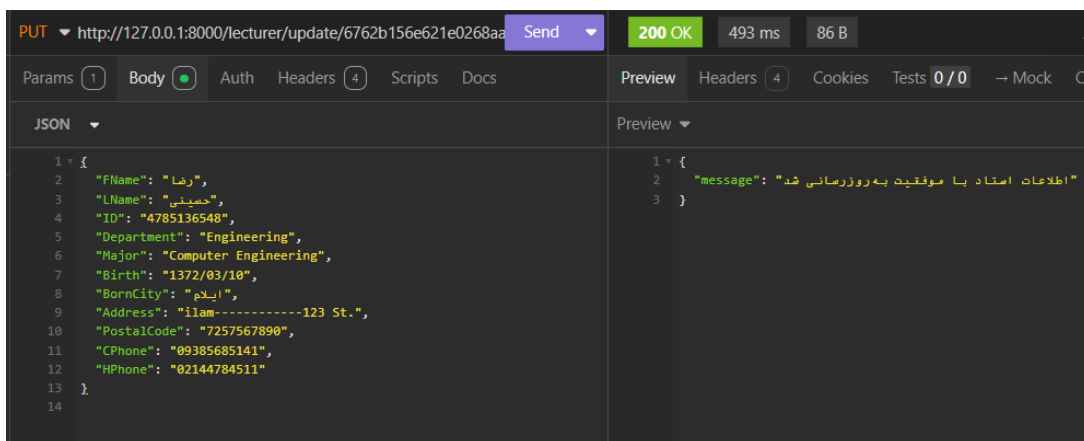 PUT http://127.0.0.1:8000/lecturer/update/6762b156e621e0268aa Send 200 OK 493 ms 86 B
Params 1 Body Auth Headers 4 Scripts Docs Preview Headers 4 Cookies Tests 0 / 0 → Mock C
JSON Preview
1 {
2 "FName": "رضا",
3 "LName": "حسینی",
4 "ID": "4785136548",
5 "Department": "Engineering",
6 "Major": "Computer Engineering",
7 "Birth": "1372/03/10",
8 "BornCity": "ایلام",
9 "Address": "ilam------------123 St.",
10 "PostalCode": "7257567890",
11 "CPhone": "09385685141",
12 "HPhone": "02144784511"
13 }
14
1 {
2 "message": "اطلاعات استاد با موفقیت به‌روزرسانی شد"
3 }